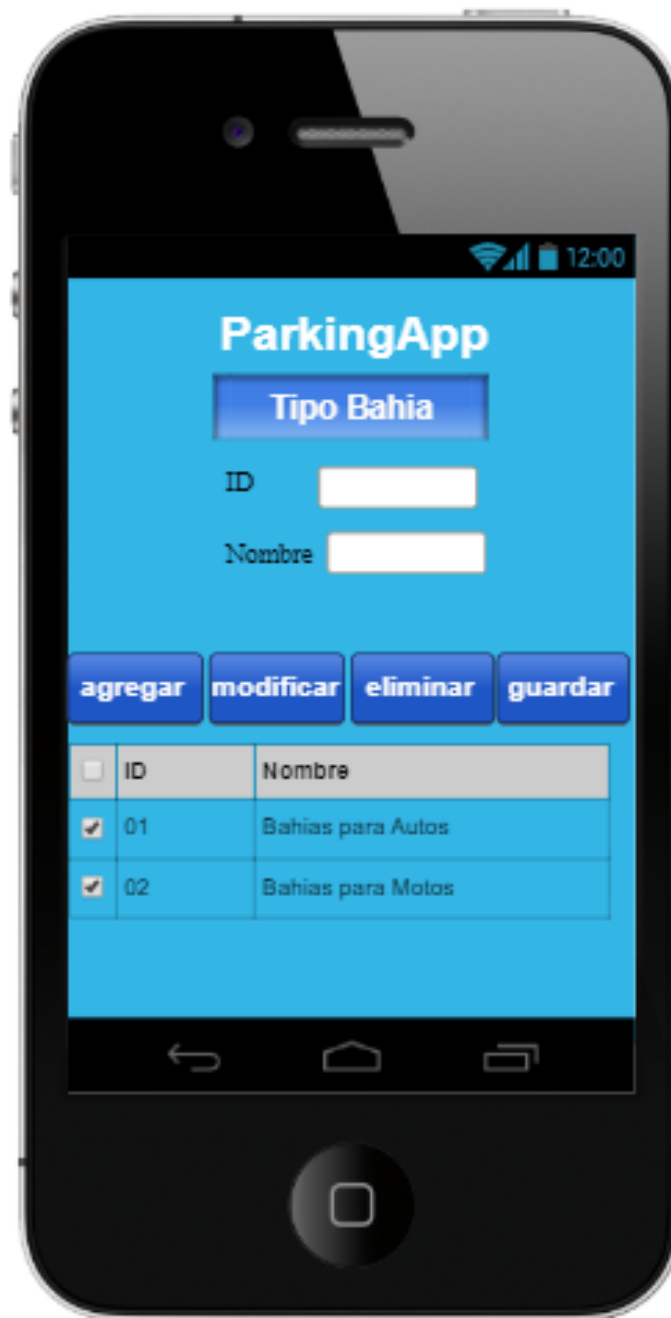 12:00
ParkingApp
Tipo Bahia
ID
Nombre
agregar modificar eliminar guardar
ID Nombre
01 Bahias para Autos
02 Bahias para Motos